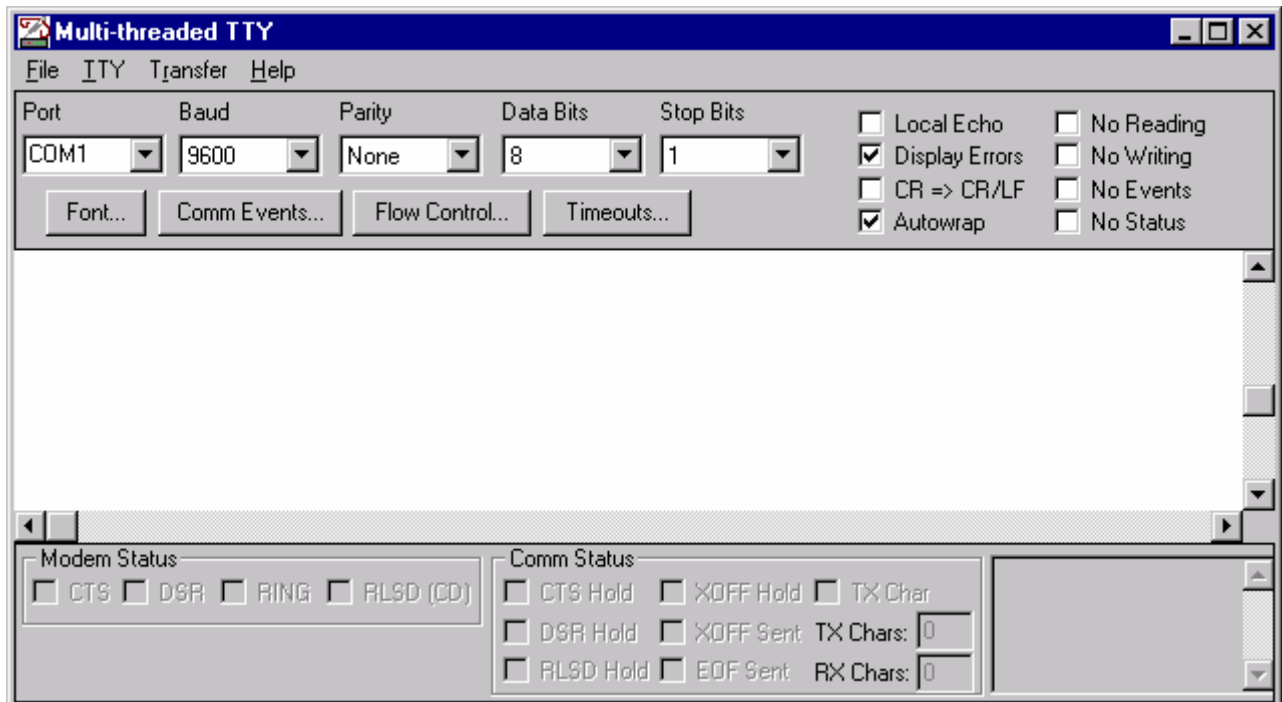 Multi-threaded TTY
File TTY Transfer Help
Port Baud Parity Data Bits Stop Bits
COM1 9600 None 8 1
Font... Comm Events... Flow Control... Timeouts...
Local Echo No Reading
Display Errors No Writing
CR => CR/LF No Events
Autowrap No Status
Modem Status
CTS DSR RING RLSD (CD)
Comm Status
CTS Hold XOFF Hold TX Char
DSR Hold XOFF Sent TX Chars: 0
RLSD Hold EOF Sent RX Chars: 0